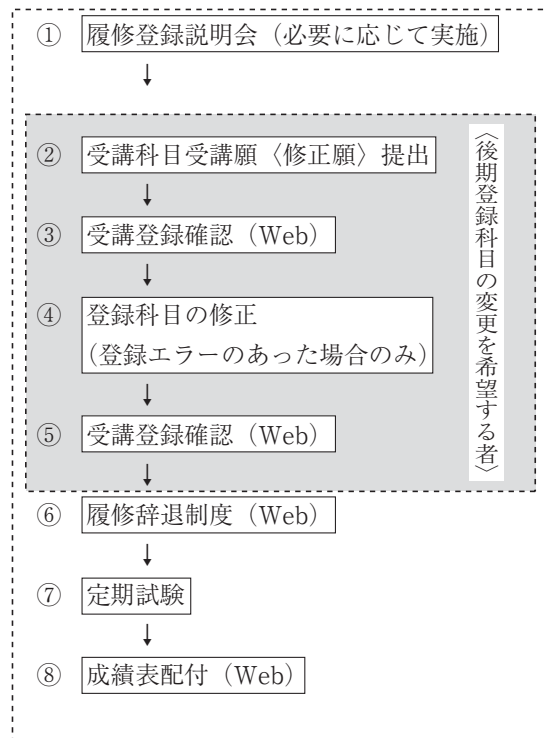 ① 履修登録説明会（必要に応じて実施）
② 受講科目受講願〈修正願〉提出
③ 受講登録確認（Web）
④ 登録科目の修正
（登録エラーのあった場合のみ）
⑤ 受講登録確認（Web）
〈後期登録科目の変更を希望する者〉
⑥ 履修辞退制度（Web）
⑦ 定期試験
⑧ 成績表配付（Web）